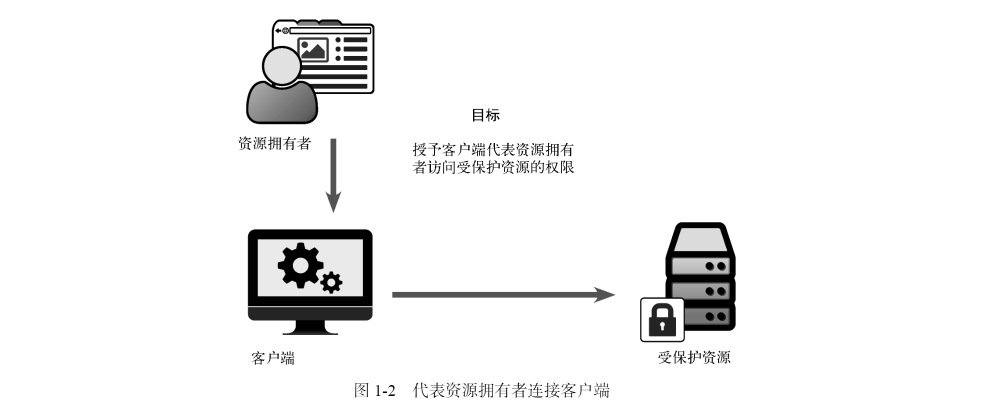 资源拥有者
目标
授予客户端代表资源拥有
者访问受保护资源的权限
客户端
受保护资源
图 1-2 代表资源拥有者连接客户端